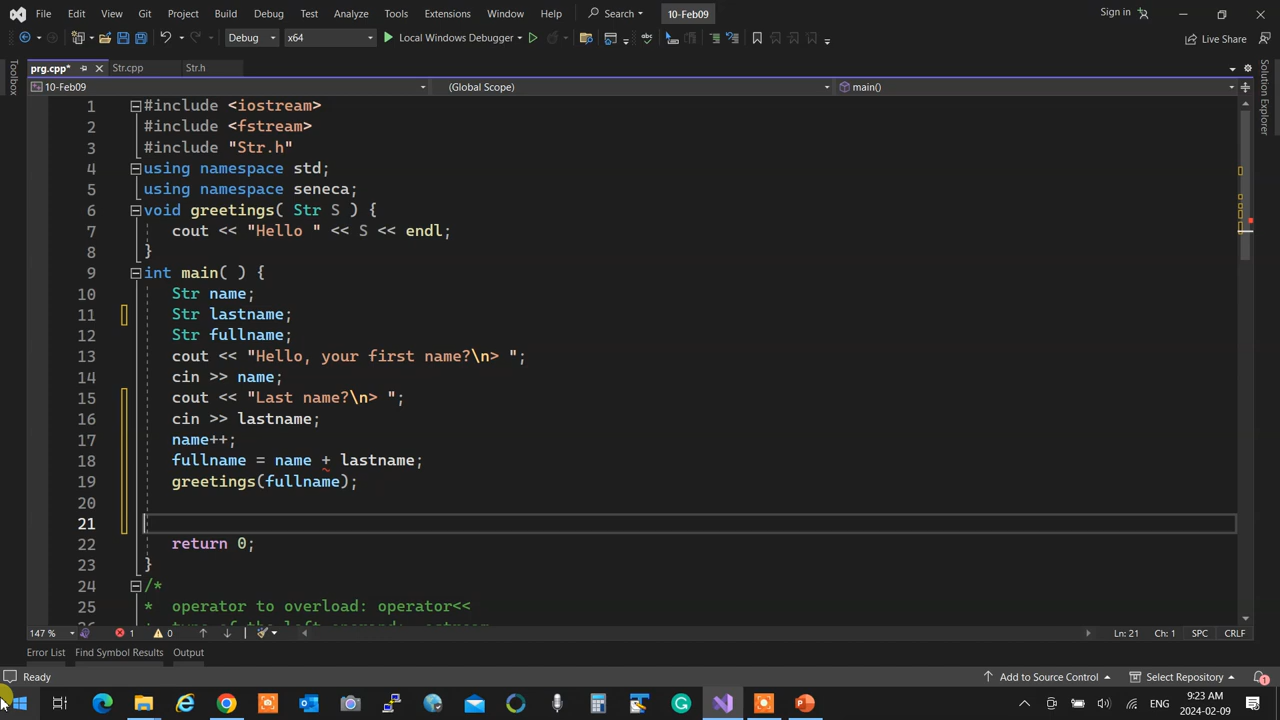 File Edit View Git Project Build Debug Test Analyze Tools Extensions Window Help Search 10-Feb09 Sign in
Debug x64 Local Windows Debugger Live Share
prg.cpp* Str.cpp Str.h
10-Feb09 (Global Scope) main()
Toolbox
Solution Explorer
1 #include <iostream>
2 #include <fstream>
3 #include "Str.h"
4 using namespace std;
5 using namespace seneca;
6 void greetings( Str S ) {
7 cout << "Hello " << S << endl;
8 }
9 int main( ) {
10 Str name;
11 Str lastname;
12 Str fullname;
13 cout << "Hello, your first name?\n> ";
14 cin >> name;
15 cout << "Last name?\n> ";
16 cin >> lastname;
17 name++;
18 fullname = name + lastname;
19 greetings(fullname);
20
21
22 return 0;
23 }
24 /*
25 * operator to overload: operator<<
147 % 1 0 Ln: 21 Ch: 1 SPC CRLF
Error List Find Symbol Results Output
Ready Add to Source Control Select Repository 1
ENG 9:23 AM
2024-02-09